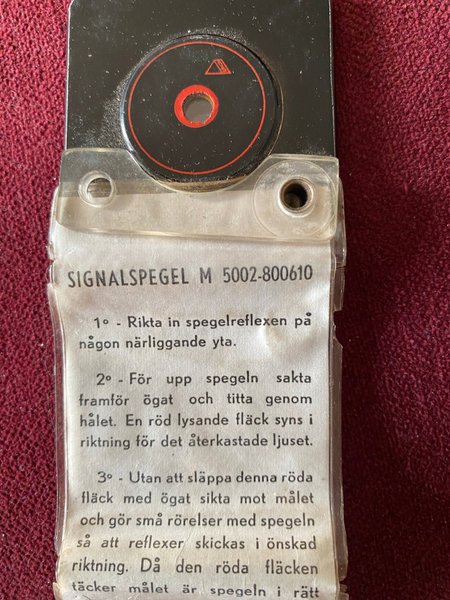 SIGNALSPEGEL M 5002-800610
1º - Rikta in spegelreflexen på
någon närliggande yta.
2º - För upp spegeln sakta
framför ögat och titta genom
hålet. En röd lysande fläck syns i
riktning för det återkastade ljuset.
3º - Utan att släppa denna röda
fläck med ögat sikta mot målet
och gör små rörelser med spegeln
så att reflexer skickas i önskad
riktning. Då den röda fläcken
täcker målet är spegeln i rätt